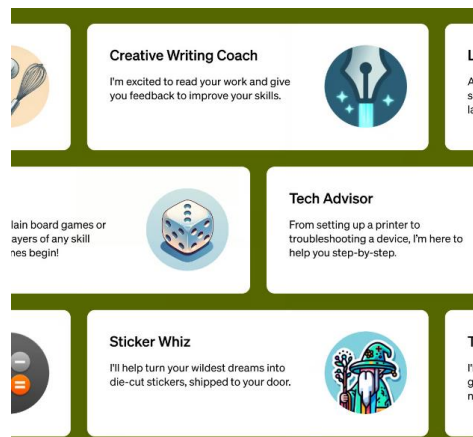 Creative Writing Coach
I'm excited to read your work and give
you feedback to improve your skills.
L
A
s
la
lain board games or
ayers of any skill
nes begin!
Tech Advisor
From setting up a printer to
troubleshooting a device, I'm here to
help you step-by-step.
Sticker Whiz
I'll help turn your wildest dreams into
die-cut stickers, shipped to your door.
T
I'
g
n